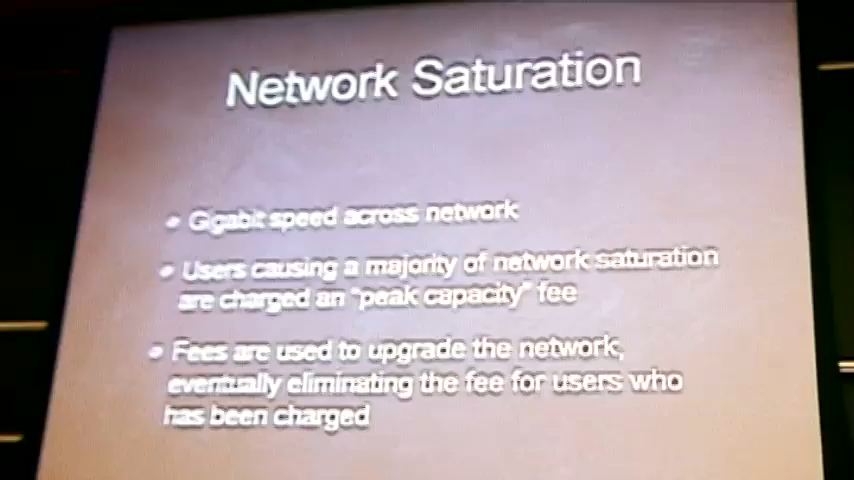 Network Saturation
• Gigabit speed across network
• Users causing a majority of network saturation
are charged an "peak capacity" fee
• Fees are used to upgrade the network,
eventually eliminating the fee for users who
has been charged